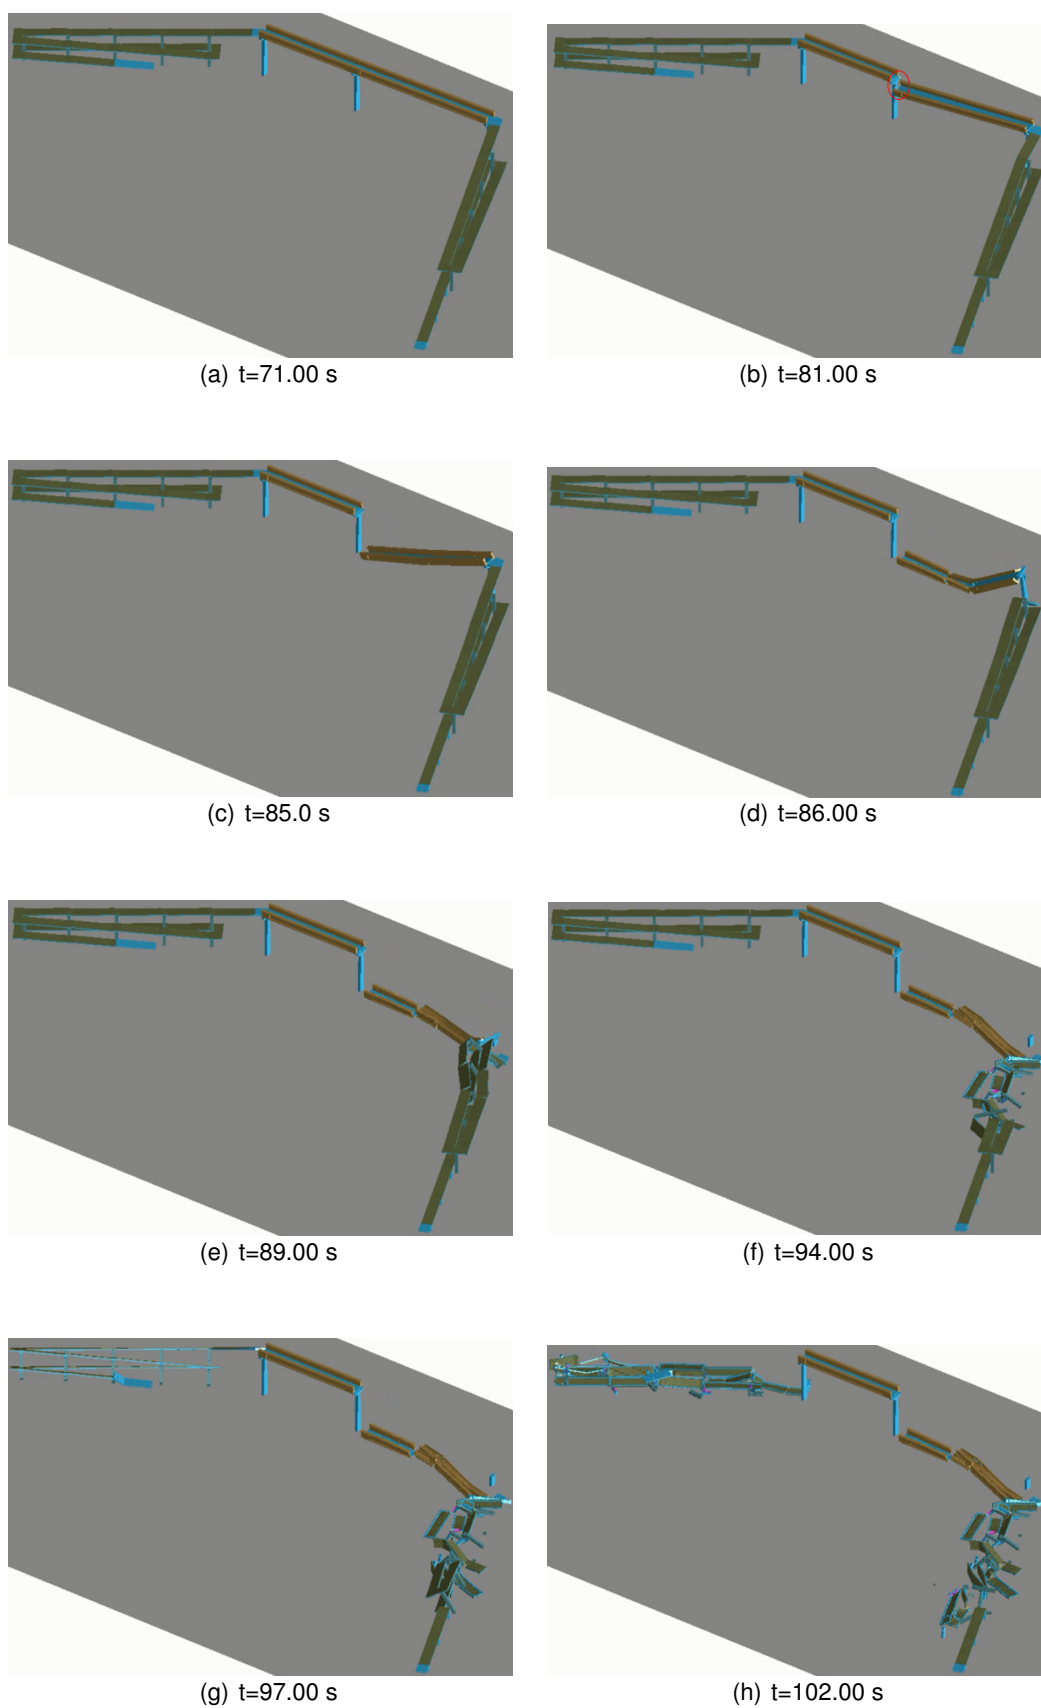 (a) t=71.00 s
(b) t=81.00 s
(c) t=85.0 s
(d) t=86.00 s
(e) t=89.00 s
(f) t=94.00 s
(g) t=97.00 s
(h) t=102.00 s